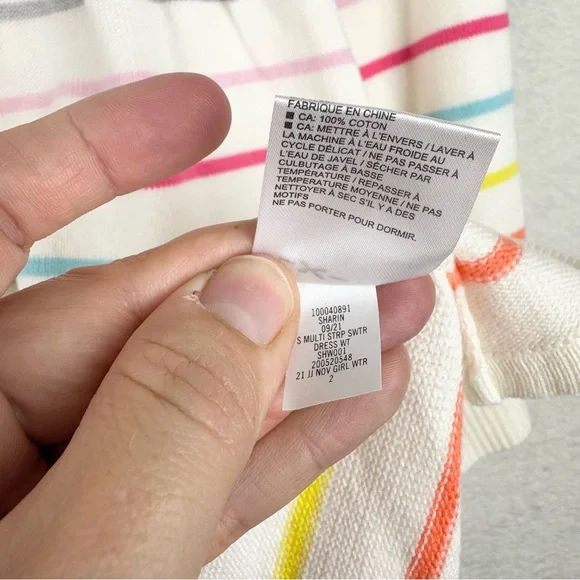 FABRIQUE EN CHINE
CA: 100% COTON
CA: METTRE À L'ENVERS / LAVER À
LA MACHINE À L'EAU FROIDE AU
CYCLE DÉLICAT / NE PAS PASSER À
L'EAU DE JAVEL / SÉCHER PAR
CULBUTAGE À BASSE
TEMPÉRATURE / REPASSER À
TEMPERATURE MOYENNE / NE PAS
NETTOYER À SEC S'IL Y A DES
MOTIFS
NE PAS PORTER POUR DORMIR.
100040891
SHARIN
09/21
S MULTI STRP SWTR
DRESS WT
SHW001
200520548
21 JJ NOV GIRL WTR
2